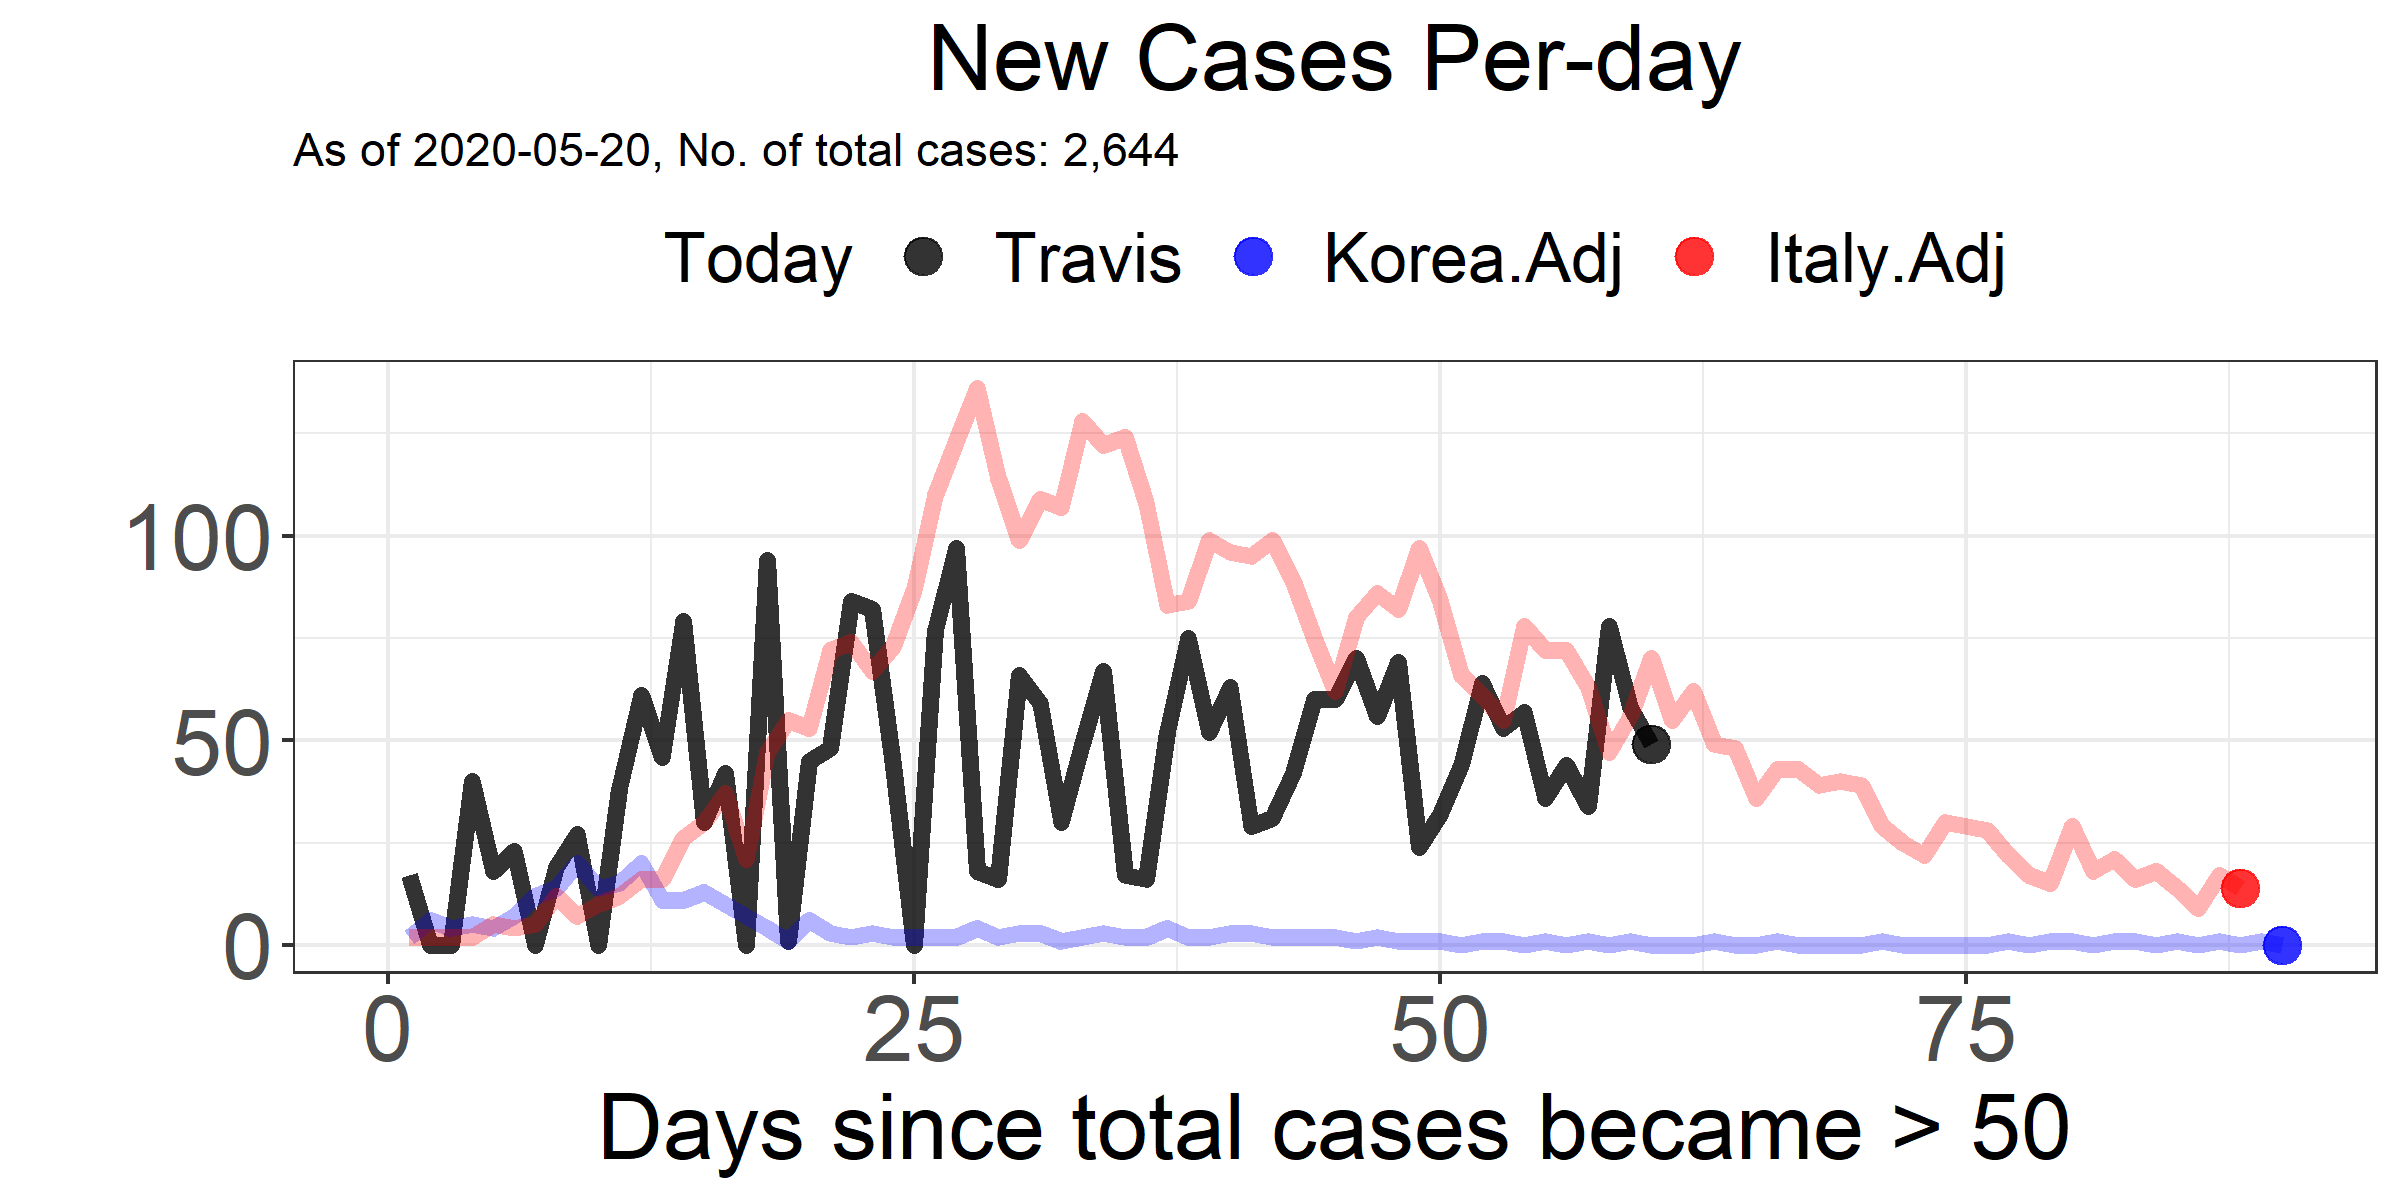 New Cases Per-day
As of 2020-05-20, No. of total cases: 2,644
Today Travis Korea.Adj Italy.Adj
100
50
0
0 25 50 75
Days since total cases became > 50